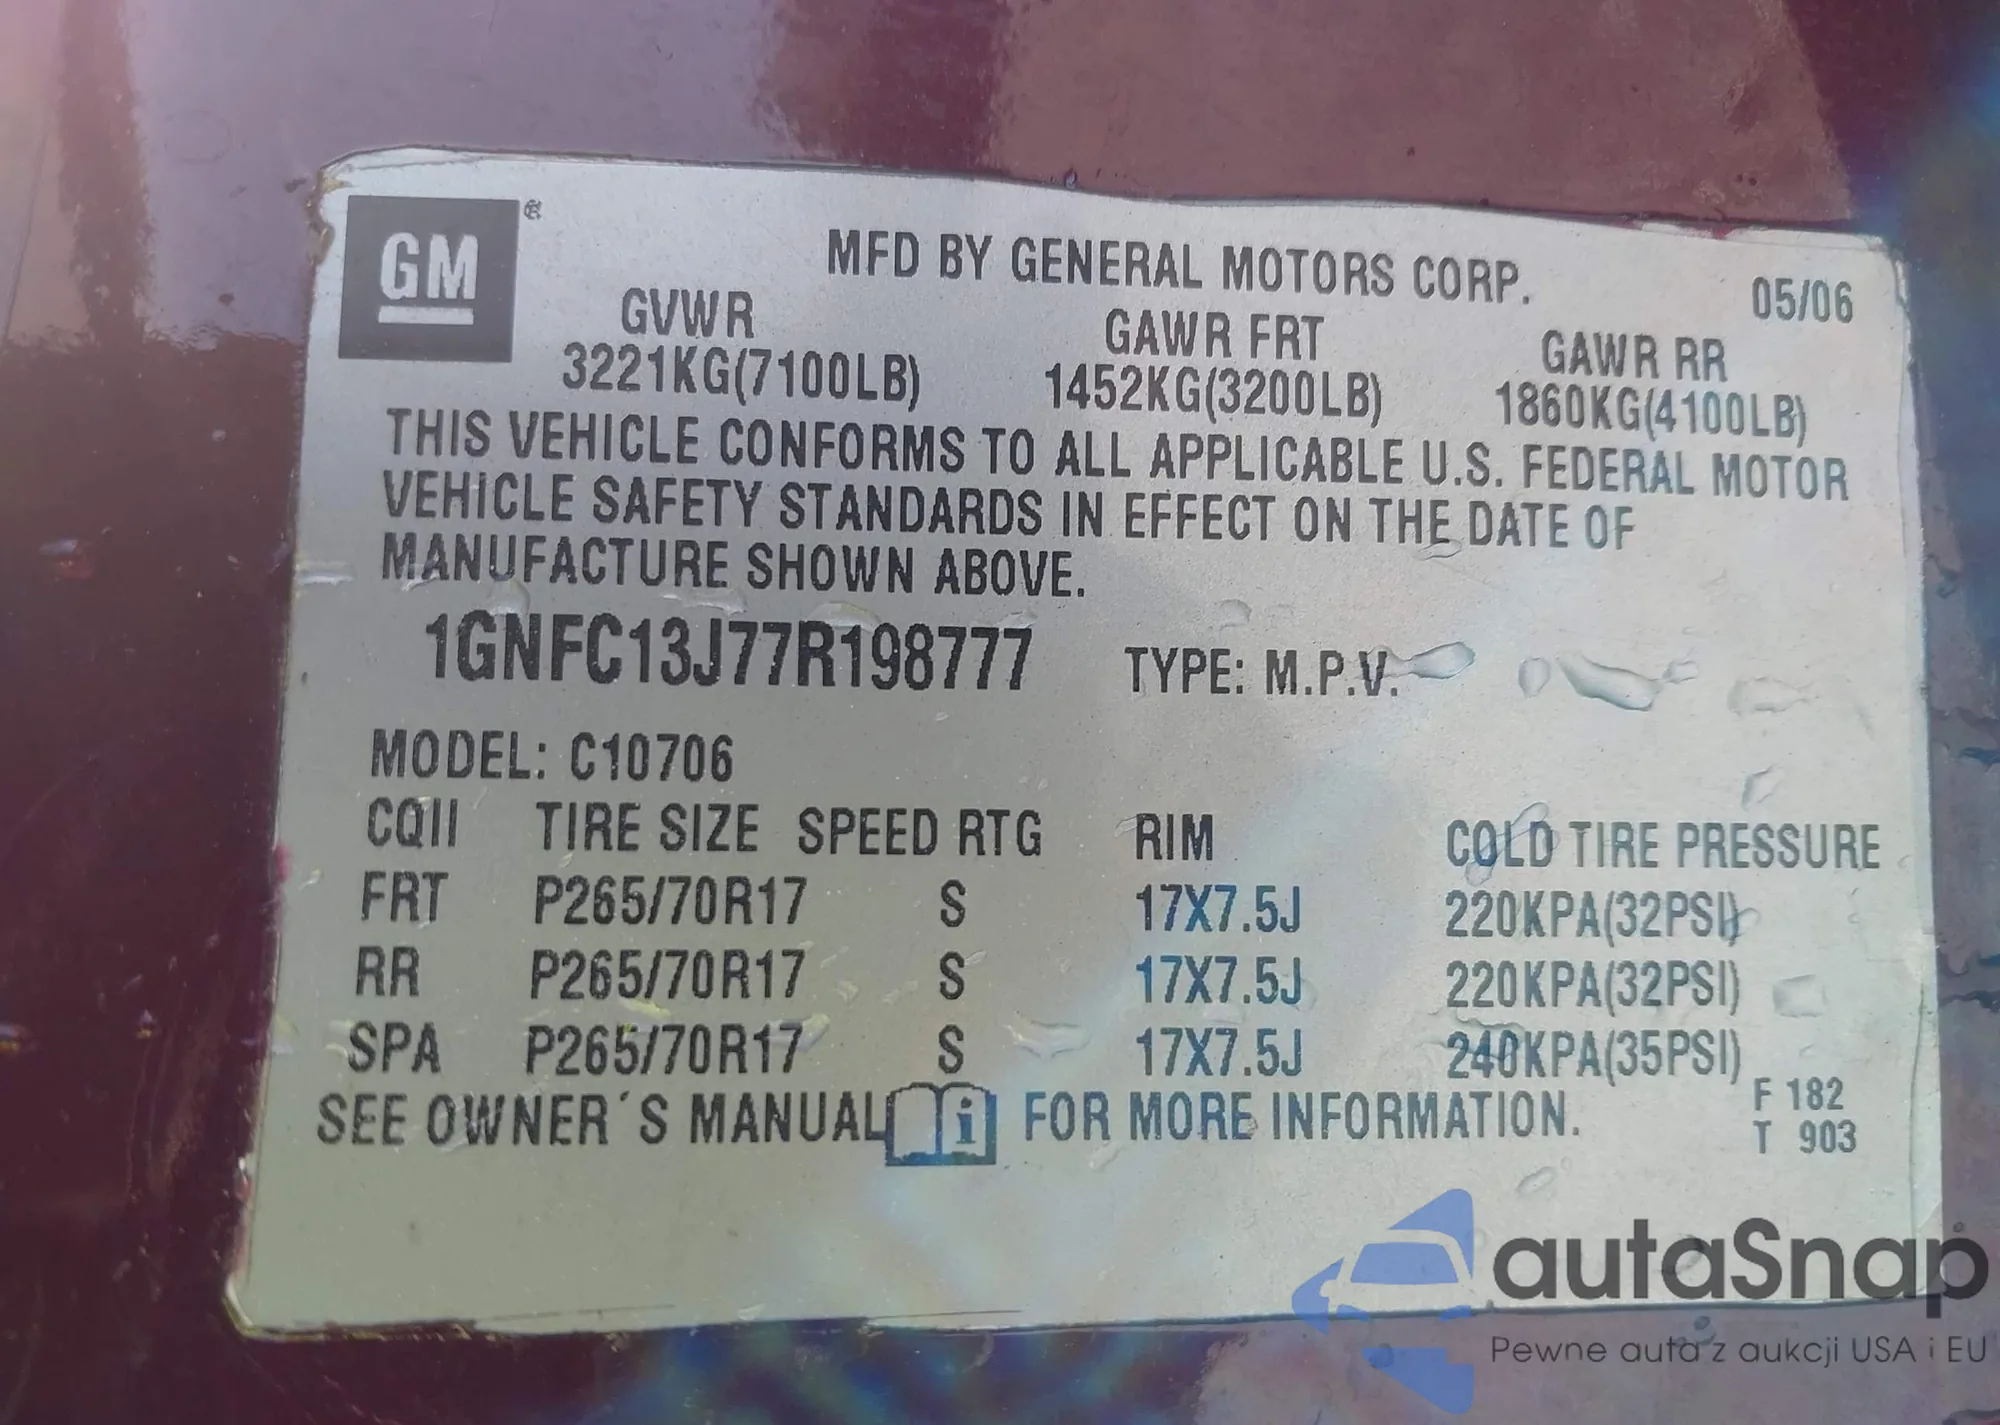 GM
MFD BY GENERAL MOTORS CORP.
05/06
GVWR GAWR FRT GAWR RR
3221KG(7100LB) 1452KG(3200LB) 1860KG(4100LB)
THIS VEHICLE CONFORMS TO ALL APPLICABLE U.S. FEDERAL MOTOR
VEHICLE SAFETY STANDARDS IN EFFECT ON THE DATE OF
MANUFACTURE SHOWN ABOVE.
1GNFC13J77R198777 TYPE: M.P.V.
MODEL: C10706
CQII TIRE SIZE SPEED RTG RIM COLD TIRE PRESSURE
FRT P265/70R17 S 17X7.5J 220KPA(32PSI)
RR P265/70R17 S 17X7.5J 220KPA(32PSI)
SPA P265/70R17 S 17X7.5J 240KPA(35PSI)
SEE OWNER´S MANUAL i FOR MORE INFORMATION.
F 182
T 903
autaSnap
Pewne auta z aukcji USA i EU